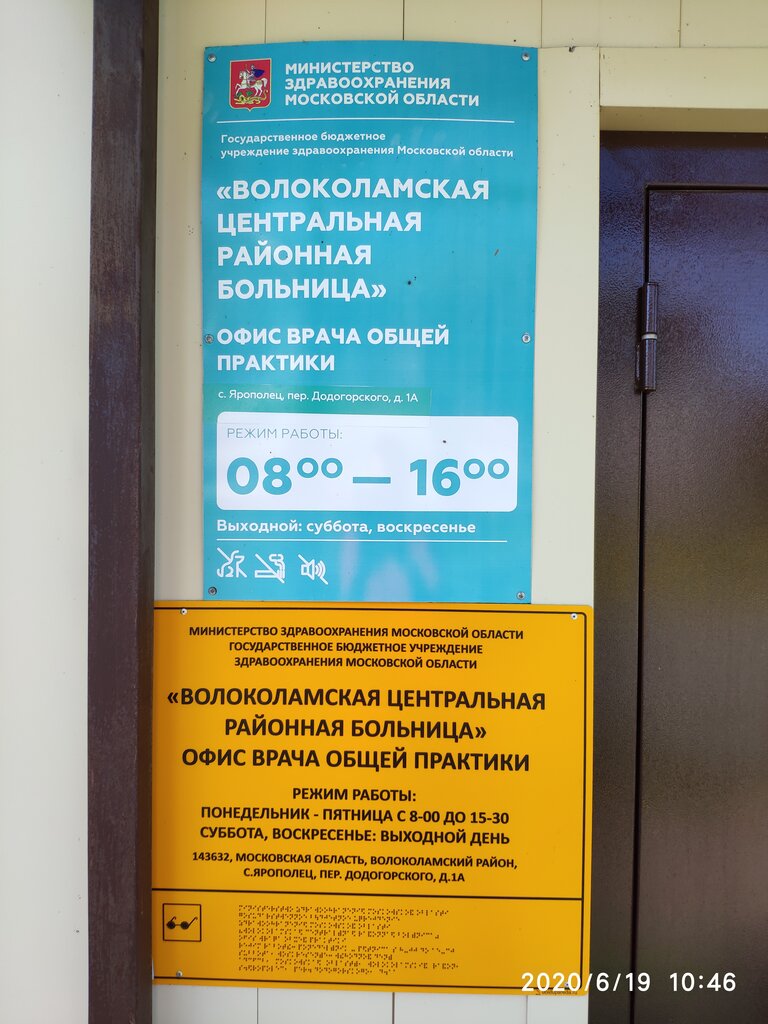 МИНИСТЕРСТВО
ЗДРАВООХРАНЕНИЯ
МОСКОВСКОЙ ОБЛАСТИ
Государственное бюджетное
учреждение здравоохранения Московской области
«ВОЛОКОЛАМСКАЯ
ЦЕНТРАЛЬНАЯ
РАЙОННАЯ
БОЛЬНИЦА»
ОФИС ВРАЧА ОБЩЕЙ
ПРАКТИКИ
с. Ярополец, пер. Додогорского, д. 1А
РЕЖИМ РАБОТЫ:
08⁰⁰ — 16⁰⁰
Выходной: суббота, воскресенье
МИНИСТЕРСТВО ЗДРАВООХРАНЕНИЯ МОСКОВСКОЙ ОБЛАСТИ
ГОСУДАРСТВЕННОЕ БЮДЖЕТНОЕ УЧРЕЖДЕНИЕ
ЗДРАВООХРАНЕНИЯ МОСКОВСКОЙ ОБЛАСТИ
«ВОЛОКОЛАМСКАЯ ЦЕНТРАЛЬНАЯ
РАЙОННАЯ БОЛЬНИЦА»
ОФИС ВРАЧА ОБЩЕЙ ПРАКТИКИ
РЕЖИМ РАБОТЫ:
ПОНЕДЕЛЬНИК - ПЯТНИЦА С 8-00 ДО 15-30
СУББОТА, ВОСКРЕСЕНЬЕ: ВЫХОДНОЙ ДЕНЬ
143632, МОСКОВСКАЯ ОБЛАСТЬ, ВОЛОКОЛАМСКИЙ РАЙОН,
С.ЯРОПОЛЕЦ, ПЕР. ДОДОГОРСКОГО, Д.1А
2020/6/19 10:46